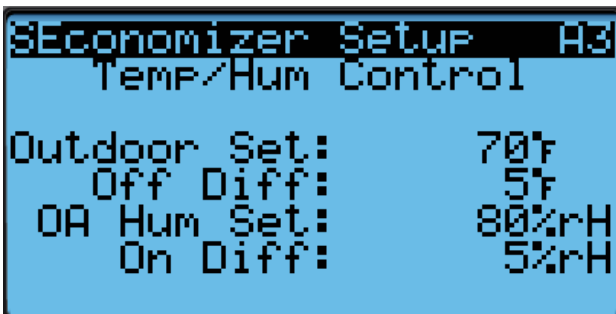 SEconomizer Setup A3
Temp/Hum Control
Outdoor Set: 70°F
Off Diff: 5°F
OA Hum Set: 80%rH
On Diff: 5%rH